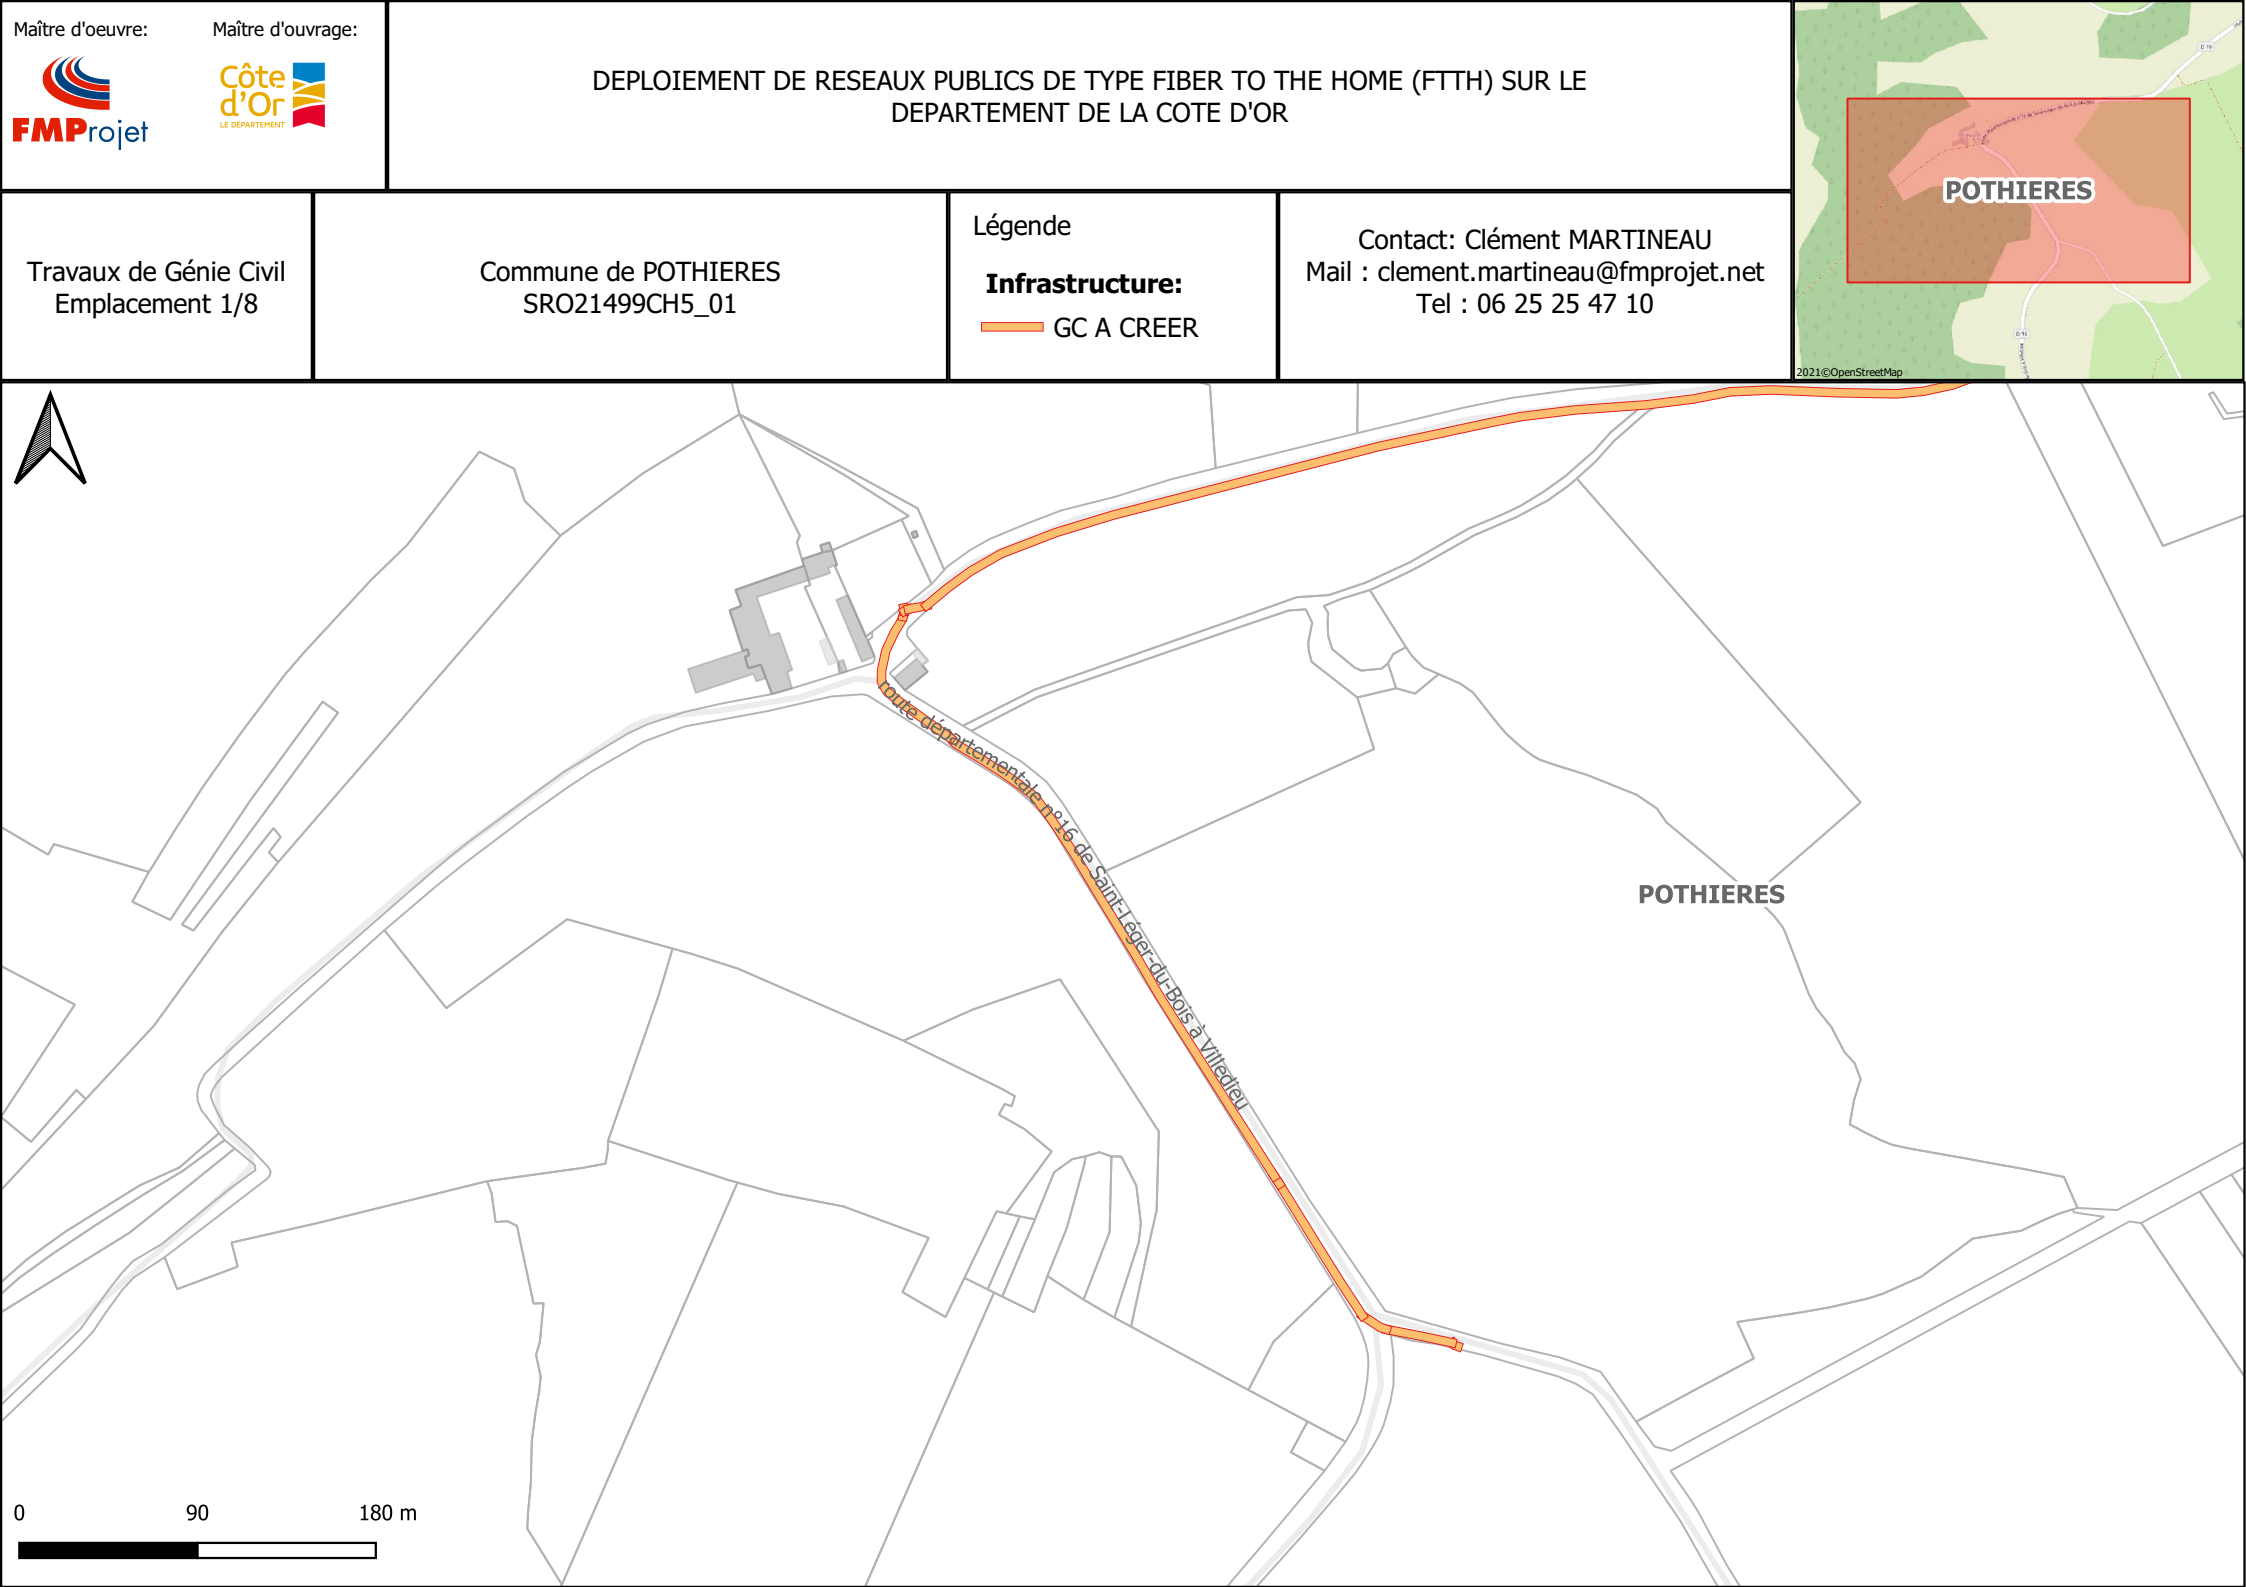 Maître d'oeuvre:
Maître d'ouvrage:
FMProjet
Côte
d'Or
LE DÉPARTEMENT
DEPLOIEMENT DE RESEAUX PUBLICS DE TYPE FIBER TO THE HOME (FTTH) SUR LE
DEPARTEMENT DE LA COTE D'OR
Travaux de Génie Civil
Emplacement 1/8
Commune de POTHIERES
SRO21499CH5_01
Légende
Infrastructure:
GC A CREER
Contact: Clément MARTINEAU
Mail : clement.martineau@fmprojet.net
Tel : 06 25 25 47 10
D 16
POTHIERES
D 16
2021©OpenStreetMap
route départementale n°16 de Saint-Léger-du-Bois à Villedieu
POTHIERES
0 90 180 m